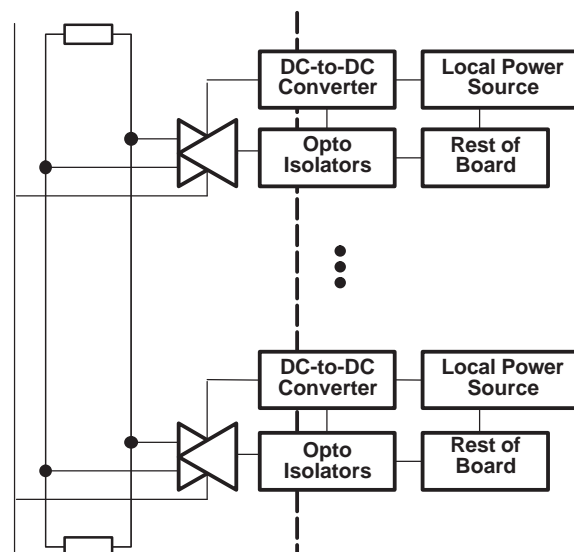 DC-to-DC
Converter
Local Power
Source
Opto
Isolators
Rest of
Board
DC-to-DC
Converter
Local Power
Source
Opto
Isolators
Rest of
Board